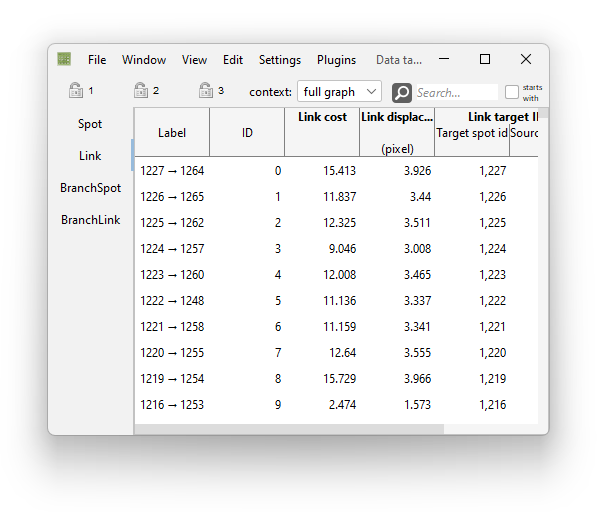 File Window View Edit Settings Plugins Data ta...
1 2 3 context: full graph Search... starts with
Spot
Link
BranchSpot
BranchLink
Label ID Link cost Link displac... (pixel) Link target I Target spot id Sourc
1227 → 1264 0 15.413 3.926 1,227
1226 → 1265 1 11.837 3.44 1,226
1225 → 1262 2 12.325 3.511 1,225
1224 → 1257 3 9.046 3.008 1,224
1223 → 1260 4 12.008 3.465 1,223
1222 → 1248 5 11.136 3.337 1,222
1221 → 1258 6 11.159 3.341 1,221
1220 → 1255 7 12.64 3.555 1,220
1219 → 1254 8 15.729 3.966 1,219
1216 → 1253 9 2.474 1.573 1,216